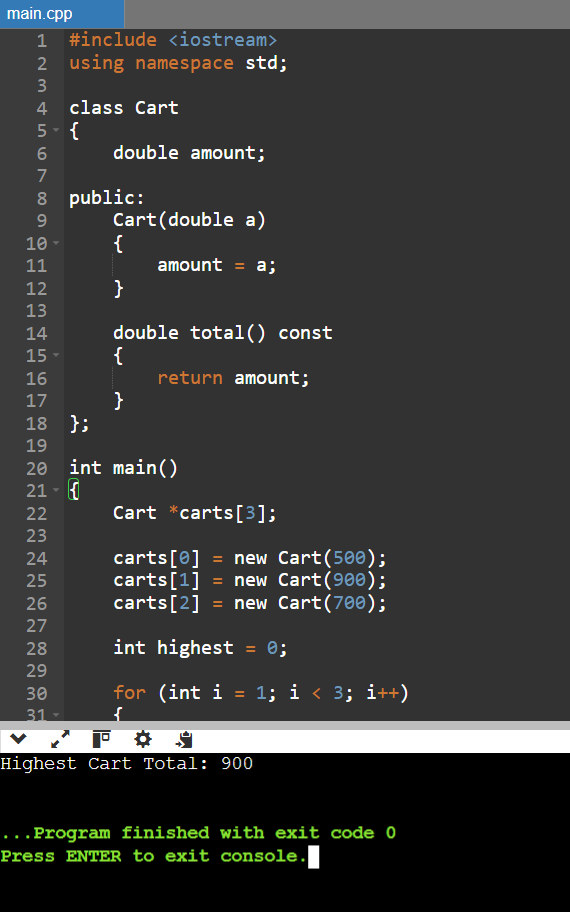 main.cpp
1 #include <iostream>
2 using namespace std;
3
4 class Cart
5 {
6     double amount;
7
8 public:
9     Cart(double a)
10     {
11         amount = a;
12     }
13
14     double total() const
15     {
16         return amount;
17     }
18 };
19
20 int main()
21 {
22     Cart *carts[3];
23
24     carts[0] = new Cart(500);
25     carts[1] = new Cart(900);
26     carts[2] = new Cart(700);
27
28     int highest = 0;
29
30     for (int i = 1; i < 3; i++)
31     {
Highest Cart Total: 900
...Program finished with exit code 0
Press ENTER to exit console.